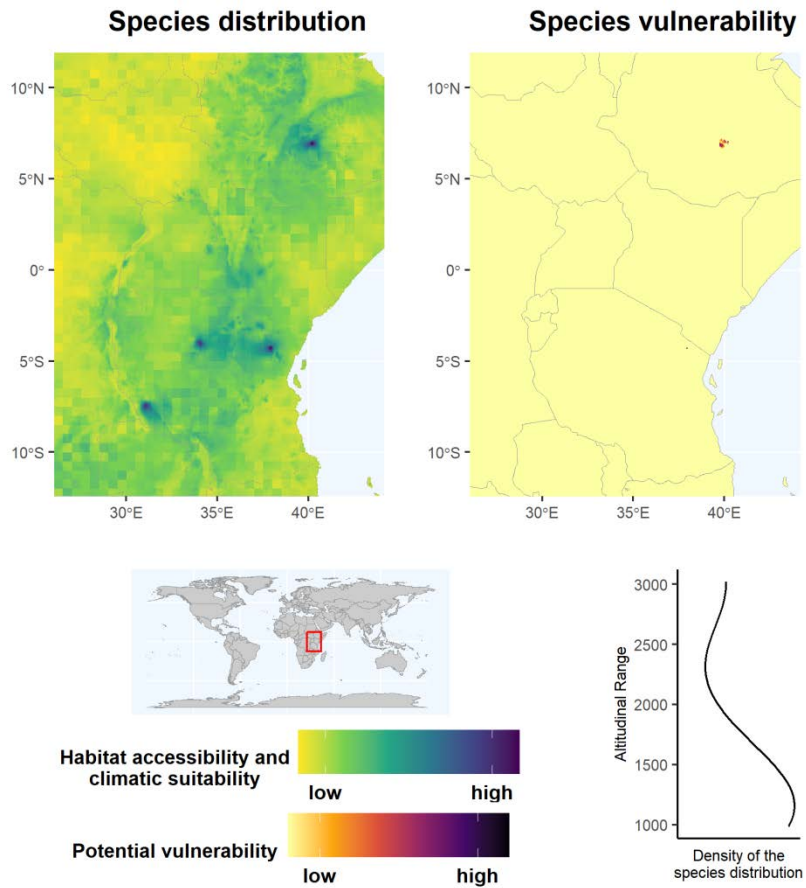 Species distribution
Species vulnerability
10°N
5°N
0°
5°S
10°S
30°E 35°E 40°E
10°N
5°N
0°
5°S
10°S
30°E 35°E 40°E
Habitat accessibility and
climatic suitability
low high
Potential vulnerability
low high
3000
2500
2000
1500
1000
Altitudinal Range
Density of the
species distribution